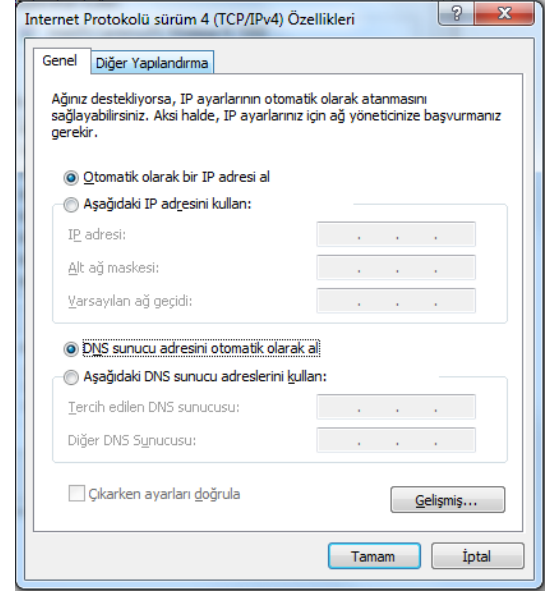 Internet Protokolü sürüm 4 (TCP/IPv4) Özellikleri
Genel
Diğer Yapılandırma
Ağınız destekliyorsa, IP ayarlarının otomatik olarak atanmasını
sağlayabilirsiniz. Aksi halde, IP ayarlarınız için ağ yöneticinize başvurmanız
gerekir.
Otomatik olarak bir IP adresi al
Aşağıdaki IP adresini kullan:
IP adresi:
Alt ağ maskesi:
Varsayılan ağ geçidi:
DNS sunucu adresini otomatik olarak al
Aşağıdaki DNS sunucu adreslerini kullan:
Tercih edilen DNS sunucusu:
Diğer DNS Sunucusu:
Çıkarken ayarları doğrula
Gelişmiş...
Tamam
İptal